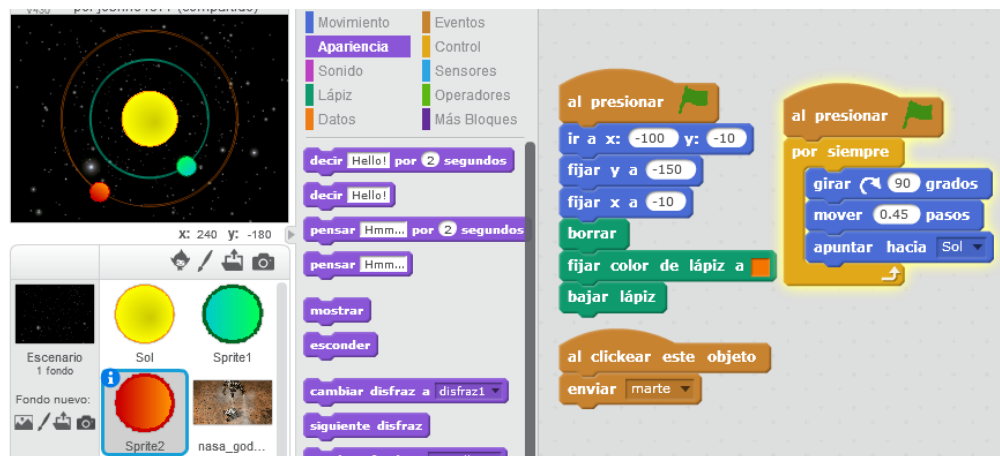 v430
x: 240 y: -180
Escenario
1 fondo
Fondo nuevo:
Sol
Sprite1
Sprite2
nasa_god...
Movimiento
Apariencia
Sonido
Lápiz
Datos
Eventos
Control
Sensores
Operadores
Más Bloques
decir Hello! por 2 segundos
decir Hello!
pensar Hmm... por 2 segundos
pensar Hmm...
mostrar
esconder
cambiar disfraz a disfraz1
siguiente disfraz
al presionar
ir a x: -100 y: -10
fijar y a -150
fijar x a -10
borrar
fijar color de lápiz a
bajar lápiz
al clickear este objeto
enviar marte
al presionar
por siempre
girar 90 grados
mover 0.45 pasos
apuntar hacia Sol